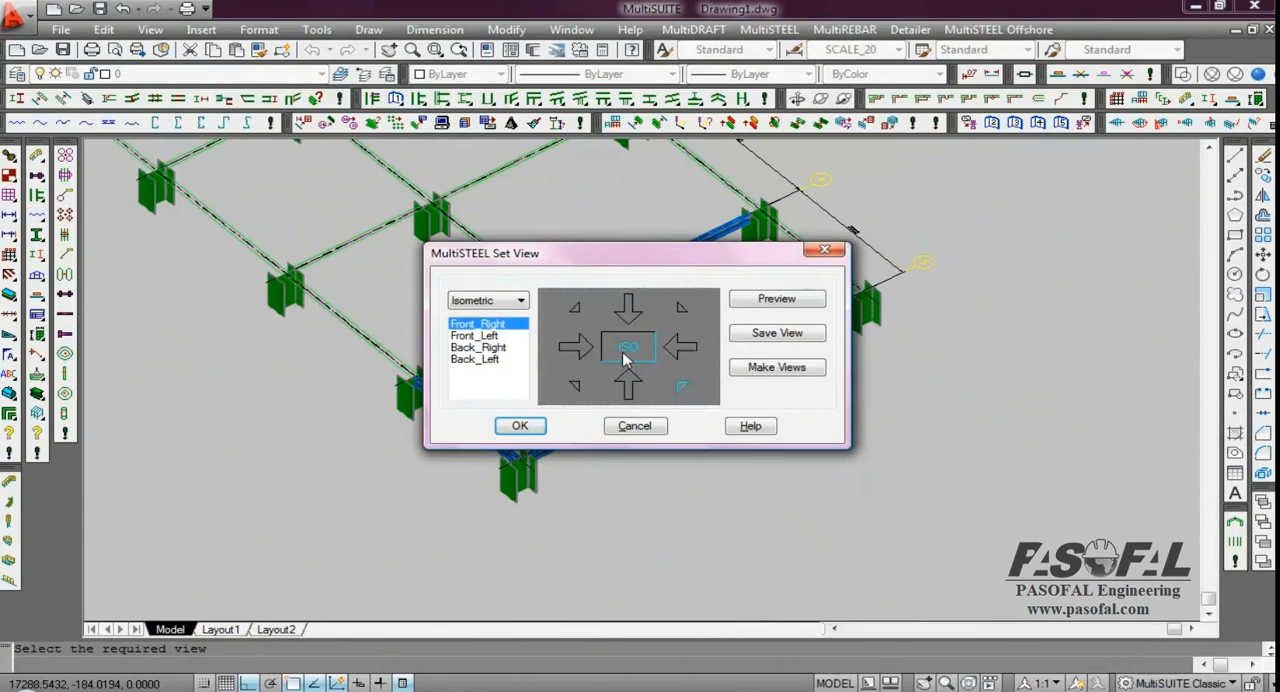 MultiSUITE Drawing1.dwg
File Edit View Insert Format Tools Draw Dimension Modify Window Help MultiDRAFT MultiSTEEL MultiREBAR Detailer MultiSTEEL Offshore
Standard SCALE_20 Standard Standard
0 ByLayer ByLayer ByLayer ByColor
MultiSTEEL Set View
Isometric
Front_Right
Front_Left
Back_Right
Back_Left
ISO
Preview
Save View
Make Views
OK Cancel Help
PASOFAL
PASOFAL Engineering
www.pasofal.com
Model Layout1 Layout2
Select the required view
17288.5432, -184.0194, 0.0000 MODEL 1:1 MultiSUITE Classic